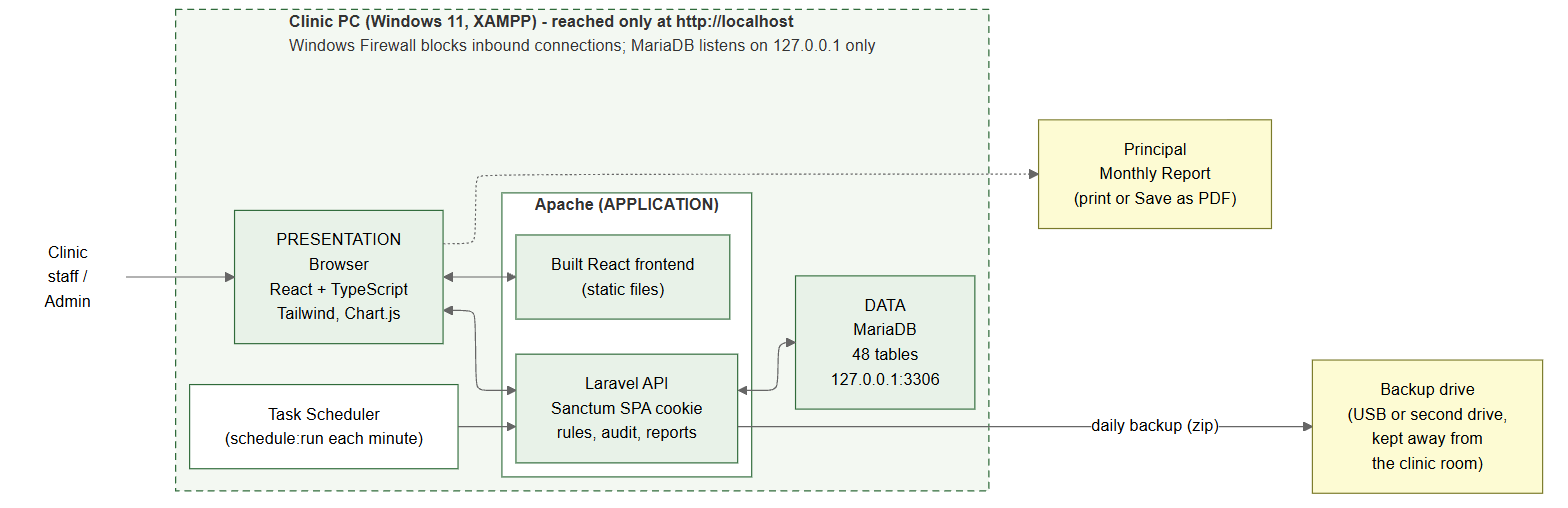 Clinic PC (Windows 11, XAMPP) - reached only at http://localhost
Windows Firewall blocks inbound connections; MariaDB listens on 127.0.0.1 only
Clinic
staff /
Admin
PRESENTATION
Browser
React + TypeScript
Tailwind, Chart.js
Task Scheduler
(schedule:run each minute)
Apache (APPLICATION)
Built React frontend
(static files)
Laravel API
Sanctum SPA cookie
rules, audit, reports
DATA
MariaDB
48 tables
127.0.0.1:3306
Principal
Monthly Report
(print or Save as PDF)
daily backup (zip)
Backup drive
(USB or second drive,
kept away from
the clinic room)